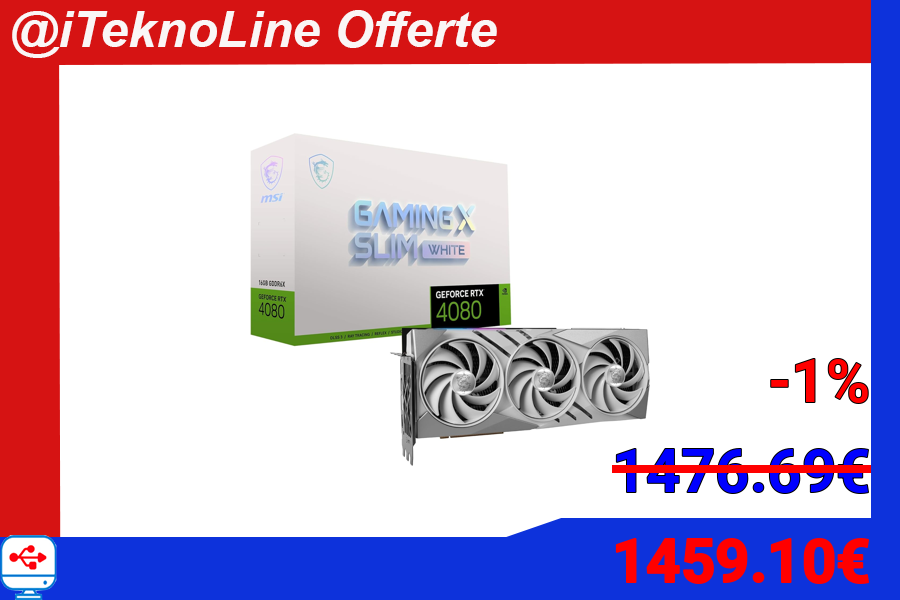 @iTeknoLine Offerte
msi
GAMING X
SLIM WHITE
16GB GDDR6X
GEFORCE RTX
4080
GEFORCE RTX
4080
-1%
1476.69€
1459.10€